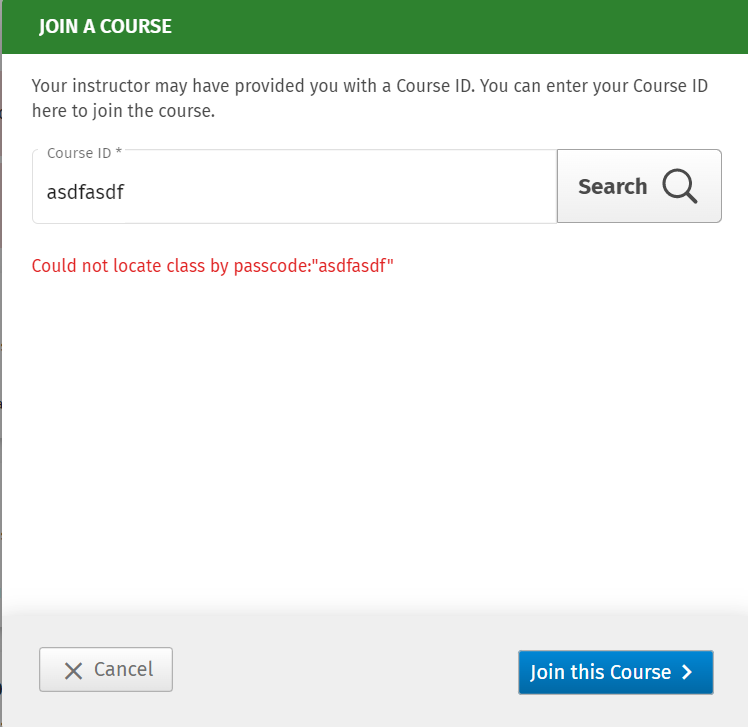 JOIN A COURSE
Your instructor may have provided you with a Course ID. You can enter your Course ID
here to join the course.
Course ID *
asdfasdf
Search
Could not locate class by passcode:"asdfasdf"
Cancel
Join this Course